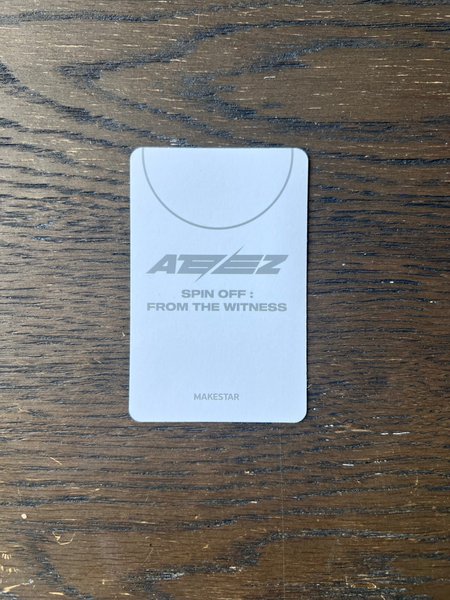 ATEEZ
SPIN OFF :
FROM THE WITNESS
MAKESTAR